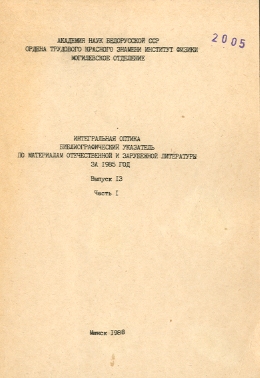 АКАДЕМИЯ НАУК БЕЛОРУССКОЙ ССР
2005
ОРДЕНА ТРУДОВОГО КРАСНОГО ЗНАМЕНИ ИНСТИТУТ ФИЗИКИ
МОГИЛЕВСКОЕ ОТДЕЛЕНИЕ
ИНТЕГРАЛЬНАЯ ОПТИКА
БИБЛИОГРАФИЧЕСКИЙ УКАЗАТЕЛЬ
ПО МАТЕРИАЛАМ ОТЕЧЕСТВЕННОЙ И ЗАРУБЕЖНОЙ ЛИТЕРАТУРЫ
ЗА 1985 ГОД
Выпуск 13
Часть I
Минск 1988